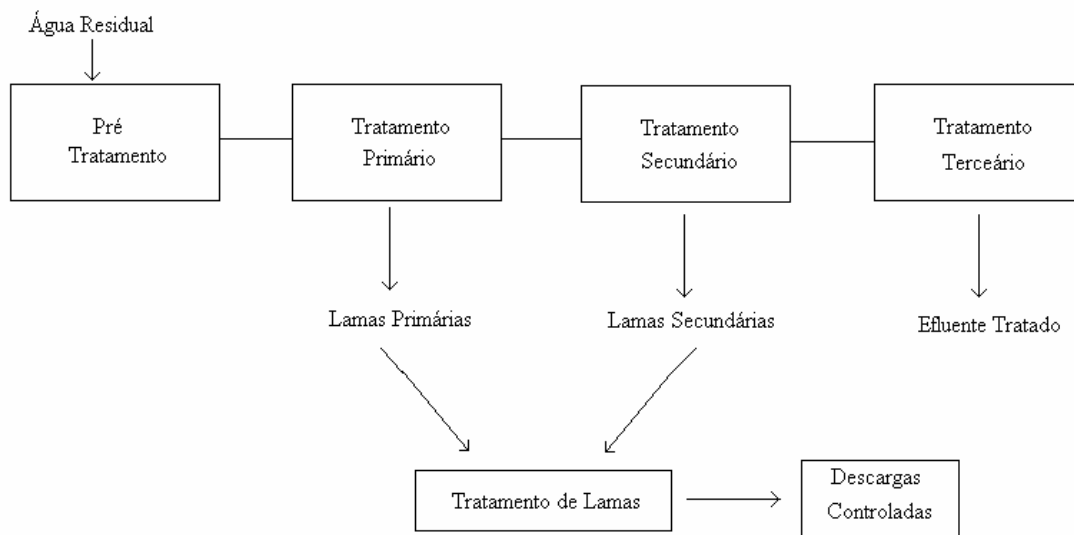 Água Residual
Pré
Tratamento
Tratamento
Primário
Tratamento
Secundário
Tratamento
Terceário
Lamas Primárias
Lamas Secundárias
Efluente Tratado
Tratamento de Lamas
Descargas
Controladas